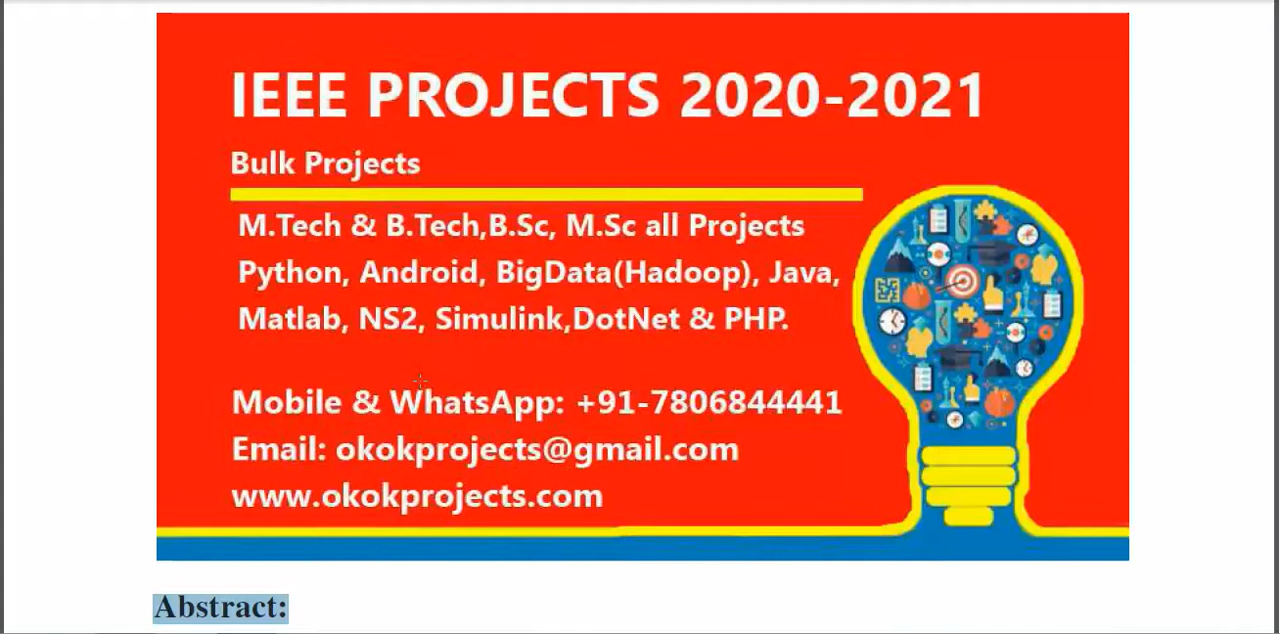 IEEE PROJECTS 2020-2021
Bulk Projects
M.Tech & B.Tech,B.Sc, M.Sc all Projects
Python, Android, BigData(Hadoop), Java,
Matlab, NS2, Simulink,DotNet & PHP.
Mobile & WhatsApp: +91-7806844441
Email: okokprojects@gmail.com
www.okokprojects.com
Abstract: